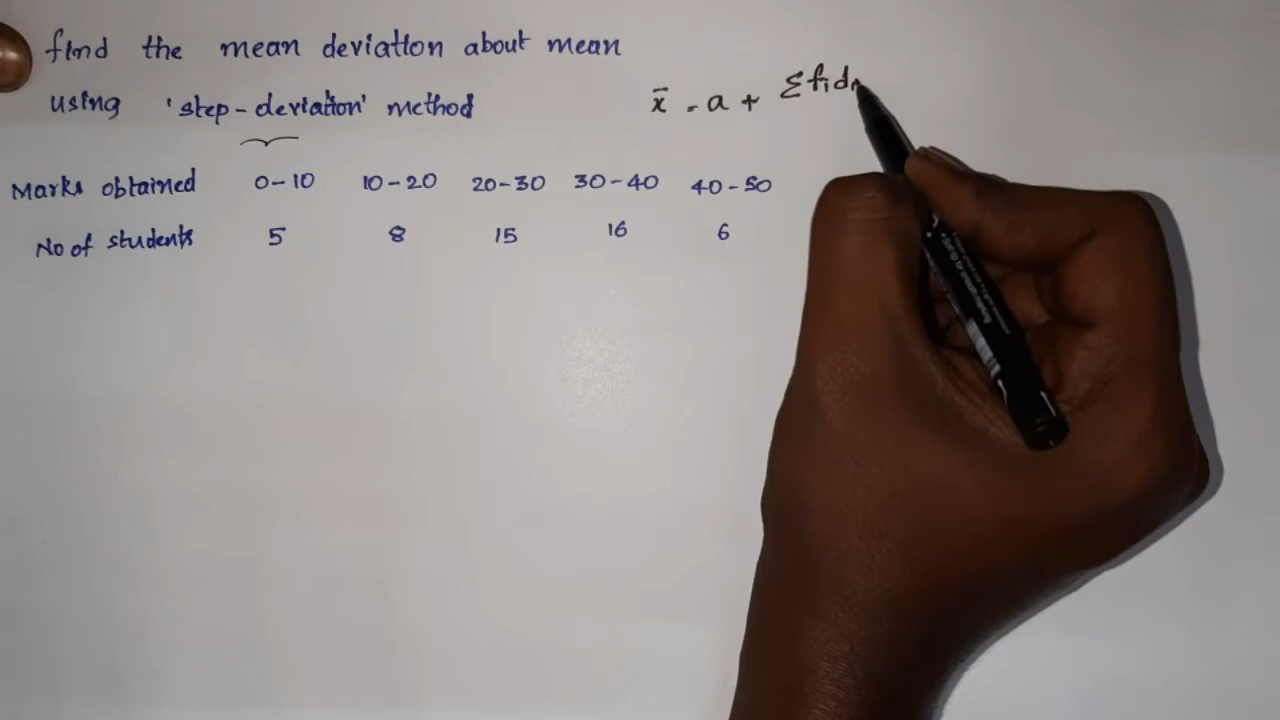 find the mean deviation about mean
using 'step-deviation' method
x̄ = a + Σfidi
Marks obtained 0-10 10-20 20-30 30-40 40-50
No of students 5 8 15 16 6